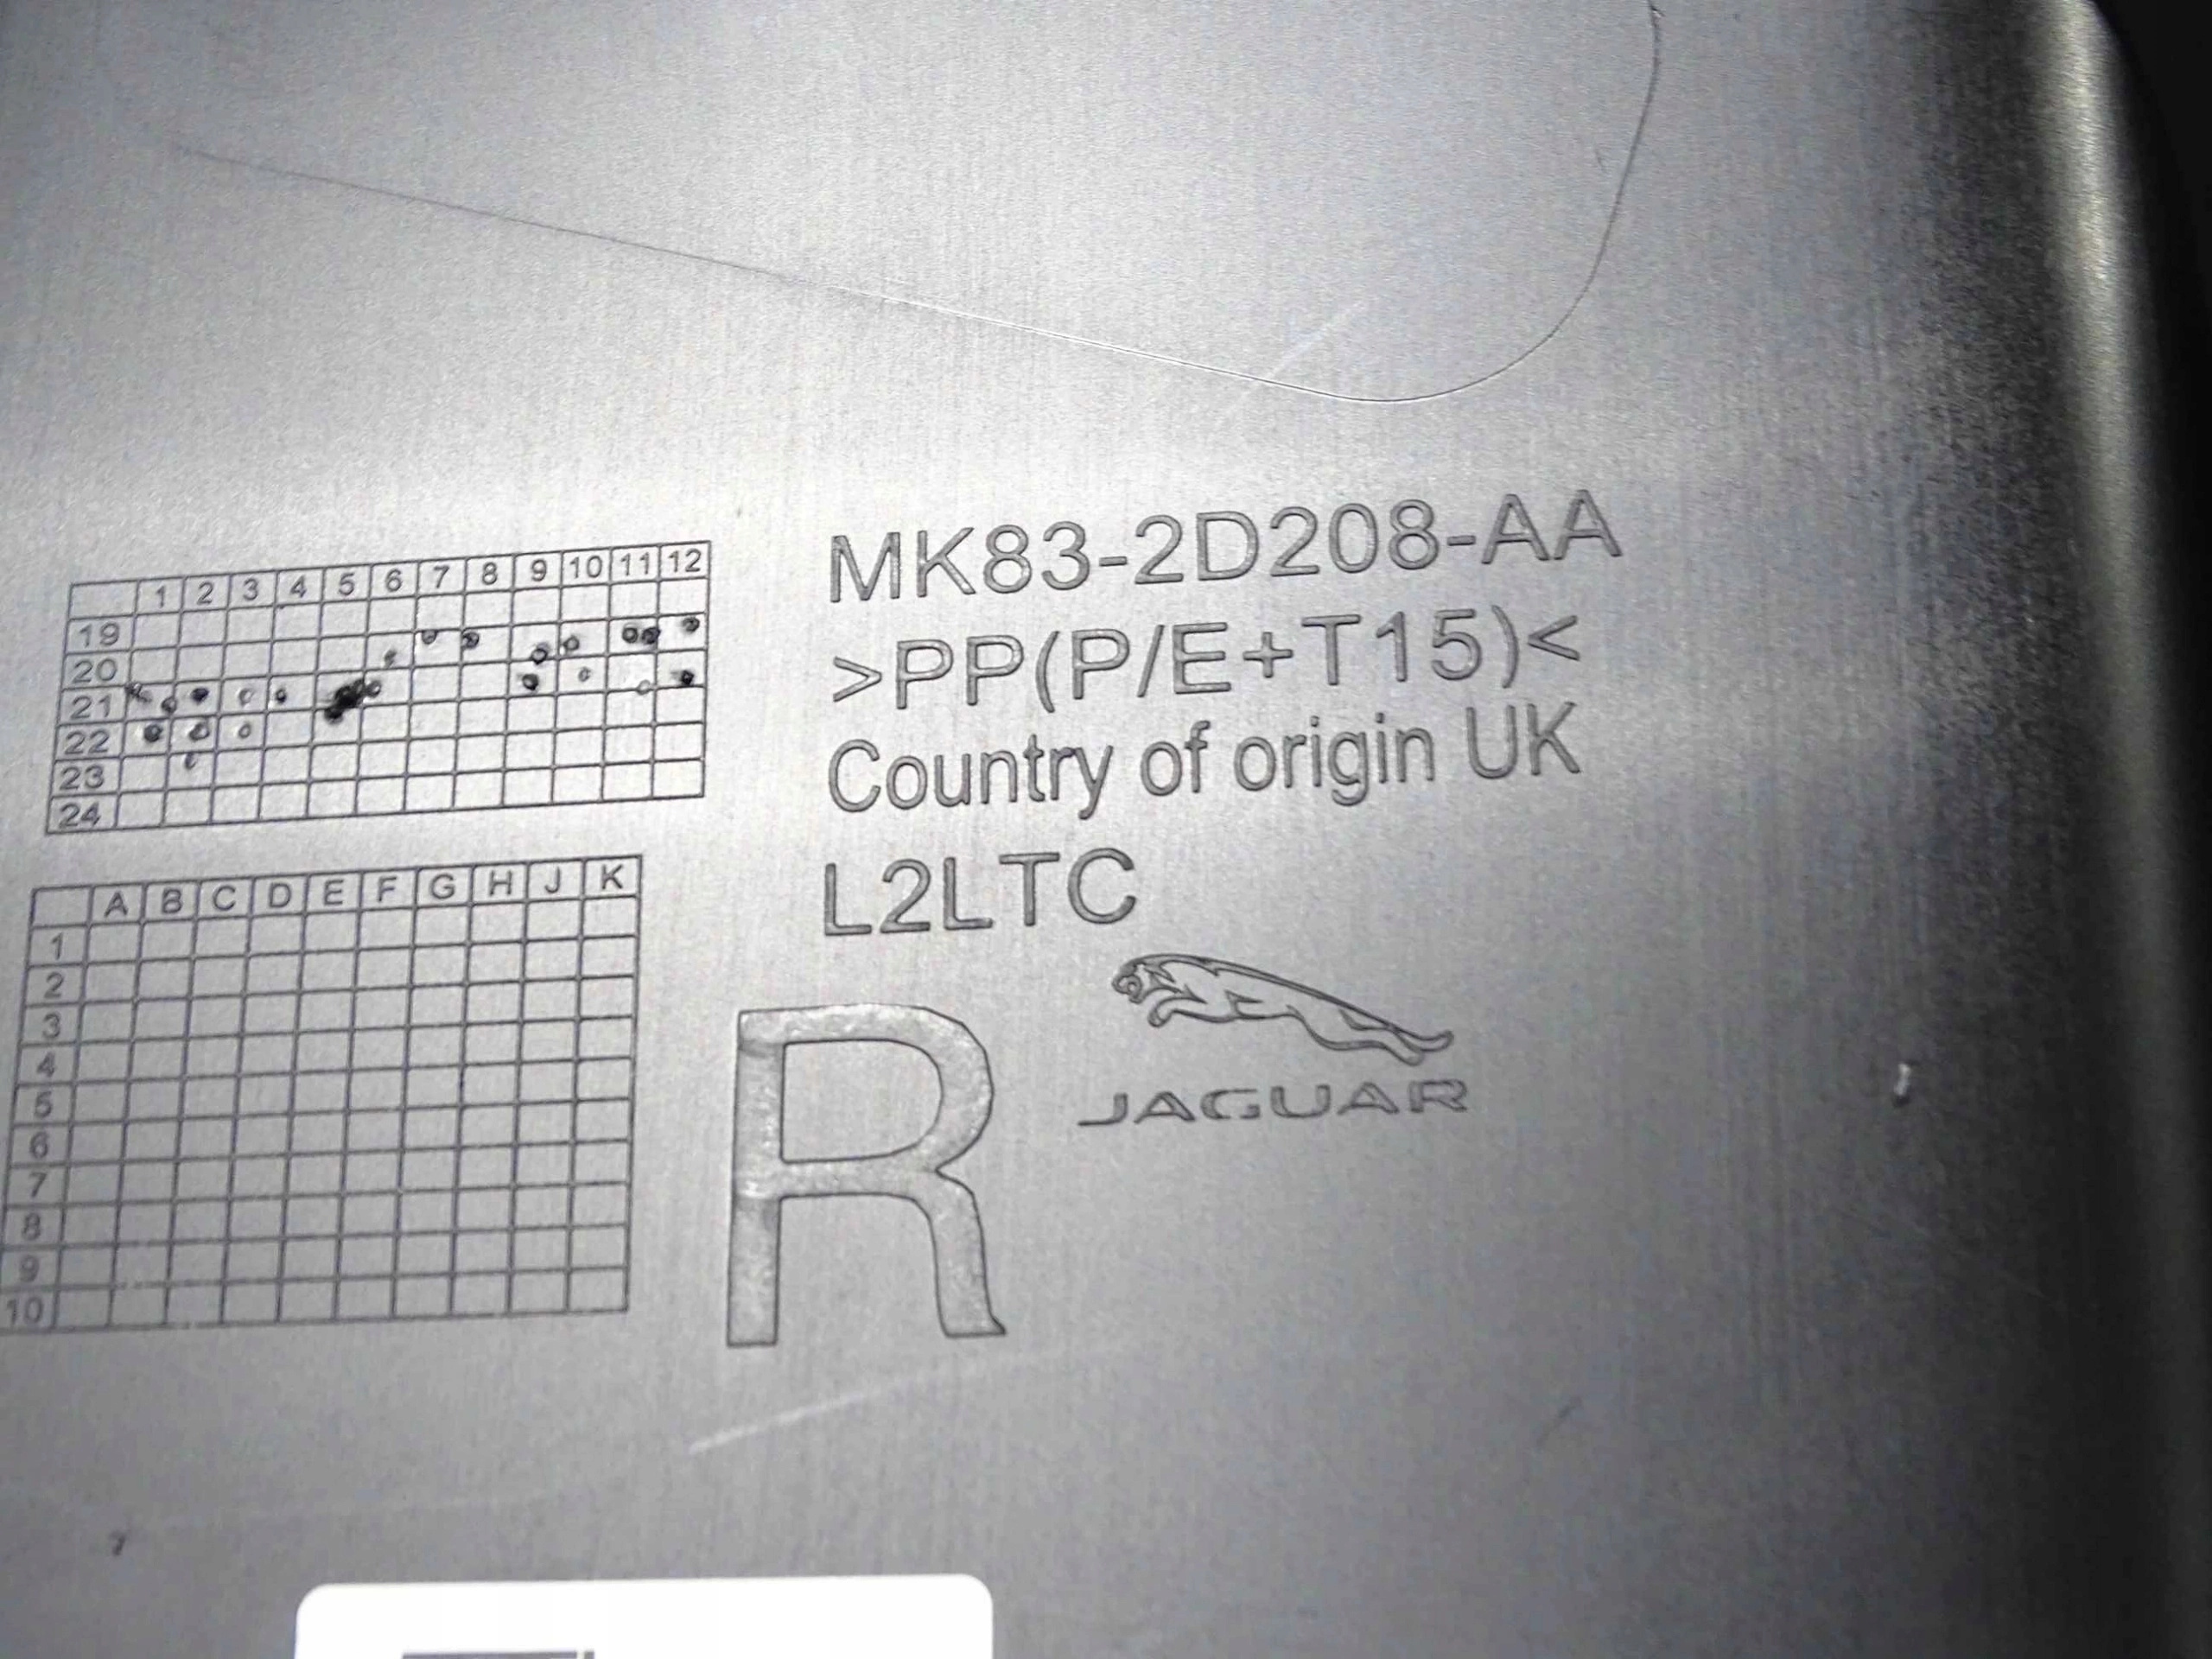 MK83-2D208-AA
>PP(P/E+T15)<
Country of origin UK
L2LTC
R
JAGUAR
1 2 3 4 5 6 7 8 9 10 11 12
19
20
21
22
23
24
A B C D E F G H J K
1
2
3
4
5
6
7
8
9
10